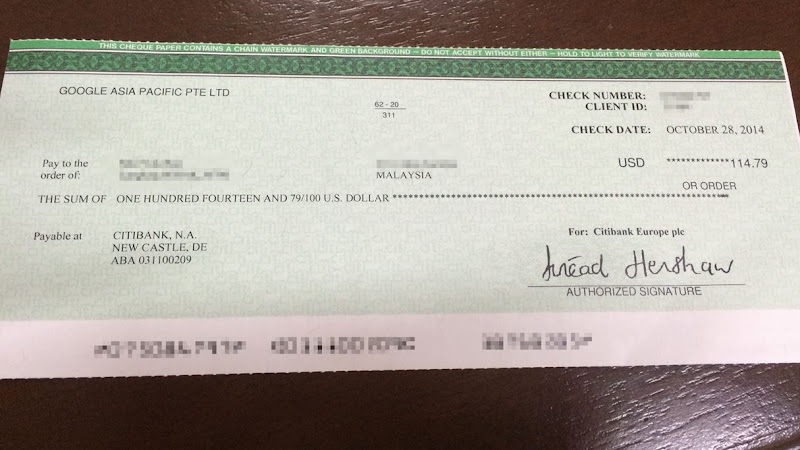 THIS CHEQUE PAPER CONTAINS A CHAIN WATERMARK AND GREEN BACKGROUND – DO NOT ACCEPT WITHOUT EITHER – HOLD TO LIGHT TO VERIFY WATERMARK
GOOGLE ASIA PACIFIC PTE LTD
62 - 20
311
CHECK NUMBER:
CLIENT ID:
CHECK DATE: OCTOBER 28, 2014
Pay to the
order of:
MALAYSIA
USD *************114.79
OR ORDER
THE SUM OF ONE HUNDRED FOURTEEN AND 79/100 U.S. DOLLAR
Payable at
CITIBANK, N.A.
NEW CASTLE, DE
ABA 031100209
For: Citibank Europe plc
Sinéad Hershaw
AUTHORIZED SIGNATURE